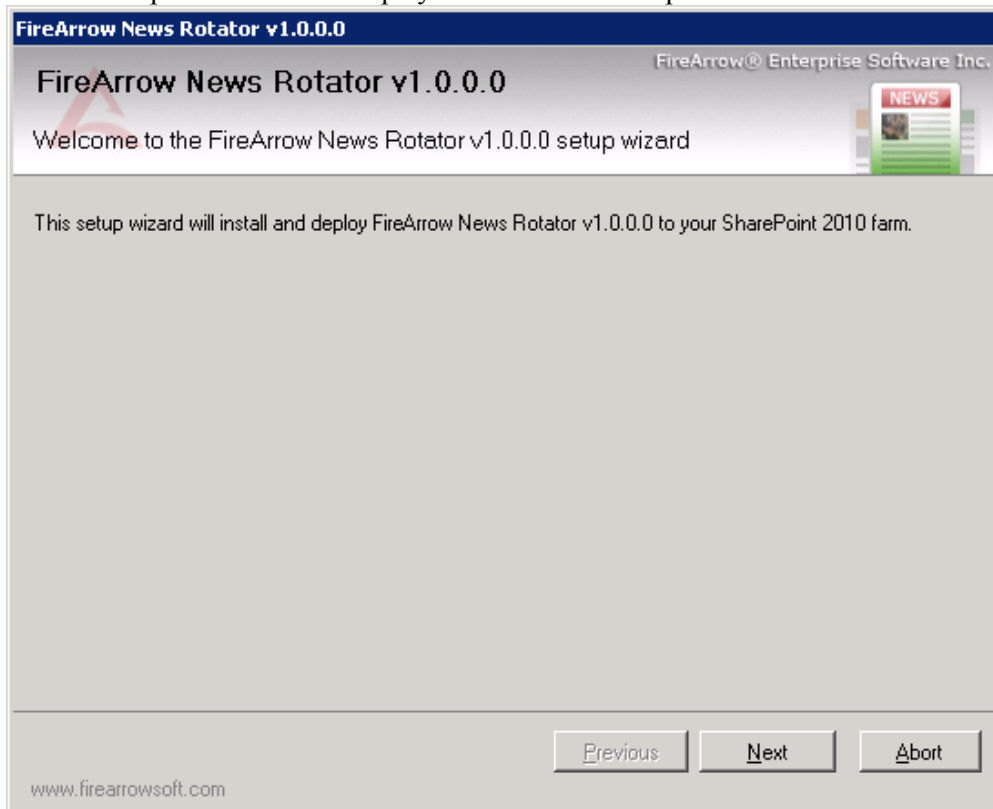 FireArrow News Rotator v1.0.0.0
FireArrow® Enterprise Software Inc.
FireArrow News Rotator v1.0.0.0
NEWS
Welcome to the FireArrow News Rotator v1.0.0.0 setup wizard
This setup wizard will install and deploy FireArrow News Rotator v1.0.0.0 to your SharePoint 2010 farm.
Previous Next Abort
www.firearrowsoft.com